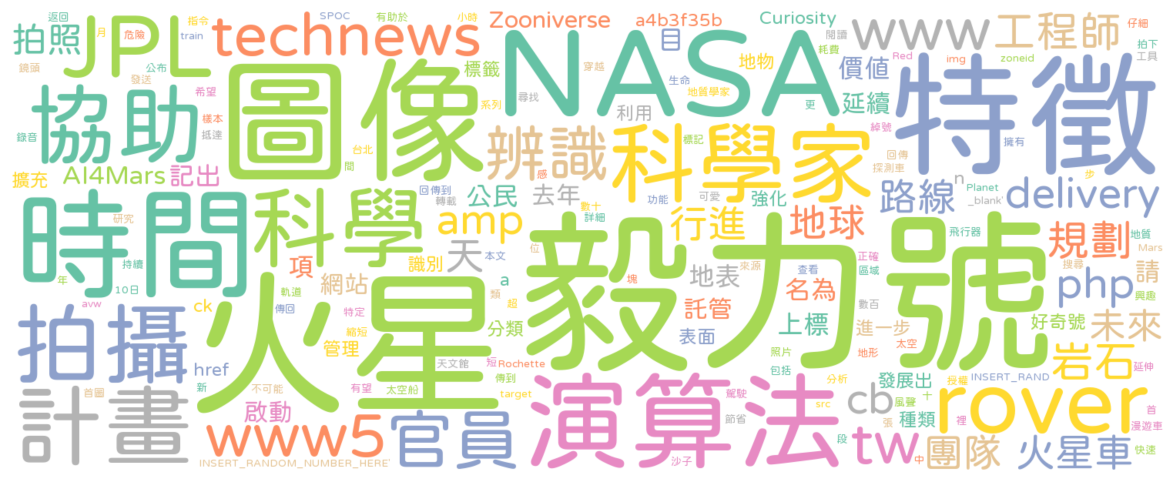 返回
指令
SPOC
有助於
小時
Zooniverse
a4b3f35b
Curiosity
閱讀
www
工程師
仔細
拍照
JPL
月
危險
train
technews
NASA
目
耗費
拍下
工具
鏡頭
公布
發送
圖像
標籤
穿越
地物
價值
Red
img
zoneid
協助
希望
樣本
抵達
系列
尋找
生命
地質學家
利用
更
延續
特徵
綽號
錄音
辨識
科學家
標記
回傳
探測車
擁有
擴充
AI4Mars
記出
間
台北
感
回傳到
轉載
公民
去年
數十
詳細
功能
可愛
強化
路線
n
Planet
_blank
步
delivery
時間
研究
科學
amp
行進
地球
飛行器
地質
規劃
Mars
年
持續
10日
項
識別
天
本文
位
毅力號
來源
查看
正確
區域
搜尋
請
avw
軌道
網站
a
類
超
塊
地表
名為
數百
太空
php
興趣
拍攝
火星
傳回
特定
ck
縮短
管理
分類
託管
表面
上標
進一步
好奇號
未來
href
新
天文館
短
Rochette
傳到
照片
包括
地形
岩石
延伸
計畫
首圖
不可能
有望
太空船
target
演算法
駕駛
節省
分析
發展出
授權
十
INSERT_RAND
啟動
www5
官員
src
張
cb
風聲
種類
rover
裡
首
漫遊車
INSERT_RANDOM_NUMBER_HERE
沙子
段
tw
中
團隊
火星車
快速